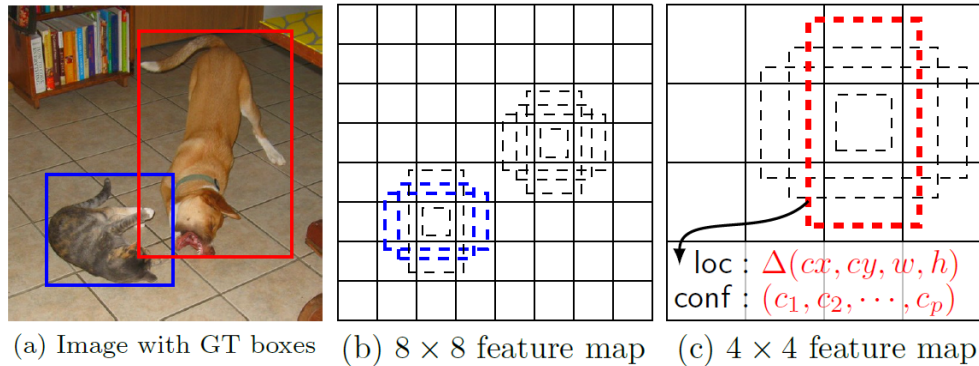 loc : Δ(cx, cy, w, h)
conf : (c₁, c₂, ⋯, cₚ)
(a) Image with GT boxes
(b) 8 × 8 feature map
(c) 4 × 4 feature map